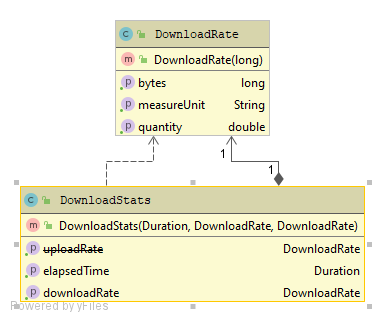 C DownloadRate
m DownloadRate(long)
p bytes long
p measureUnit String
p quantity double
1
1
C DownloadStats
m DownloadStats(Duration, DownloadRate, DownloadRate)
p uploadRate DownloadRate
p elapsedTime Duration
p downloadRate DownloadRate
Powered by yFiles